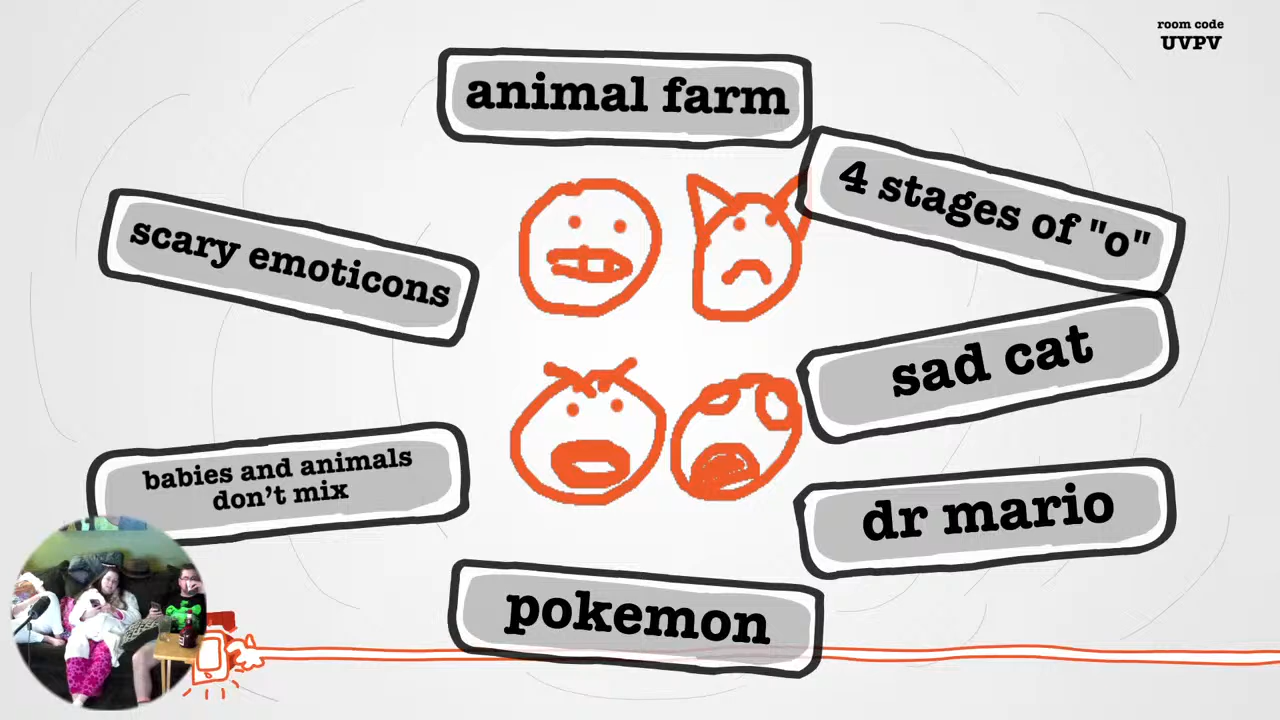 room code
UVPV
animal farm
4 stages of "o"
scary emoticons
sad cat
babies and animals
don't mix
dr mario
pokemon